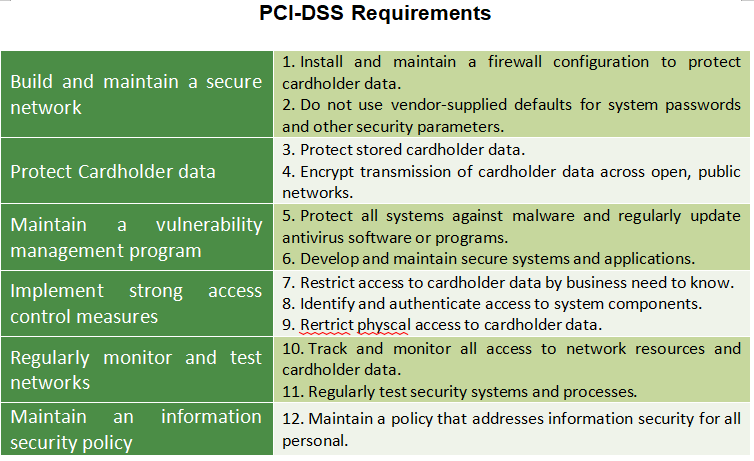 PCI-DSS Requirements
Build and maintain a secure
network
1. Install and maintain a firewall configuration to protect
cardholder data.
2. Do not use vendor-supplied defaults for system passwords
and other security parameters.
Protect Cardholder data
3. Protect stored cardholder data.
4. Encrypt transmission of cardholder data across open, public
networks.
Maintain a vulnerability
management program
5. Protect all systems against malware and regularly update
antivirus software or programs.
6. Develop and maintain secure systems and applications.
Implement strong access
control measures
7. Restrict access to cardholder data by business need to know.
8. Identify and authenticate access to system components.
9. Rertrict physcal access to cardholder data.
Regularly monitor and test
networks
10. Track and monitor all access to network resources and
cardholder data.
11. Regularly test security systems and processes.
Maintain an information
security policy
12. Maintain a policy that addresses information security for all
personal.